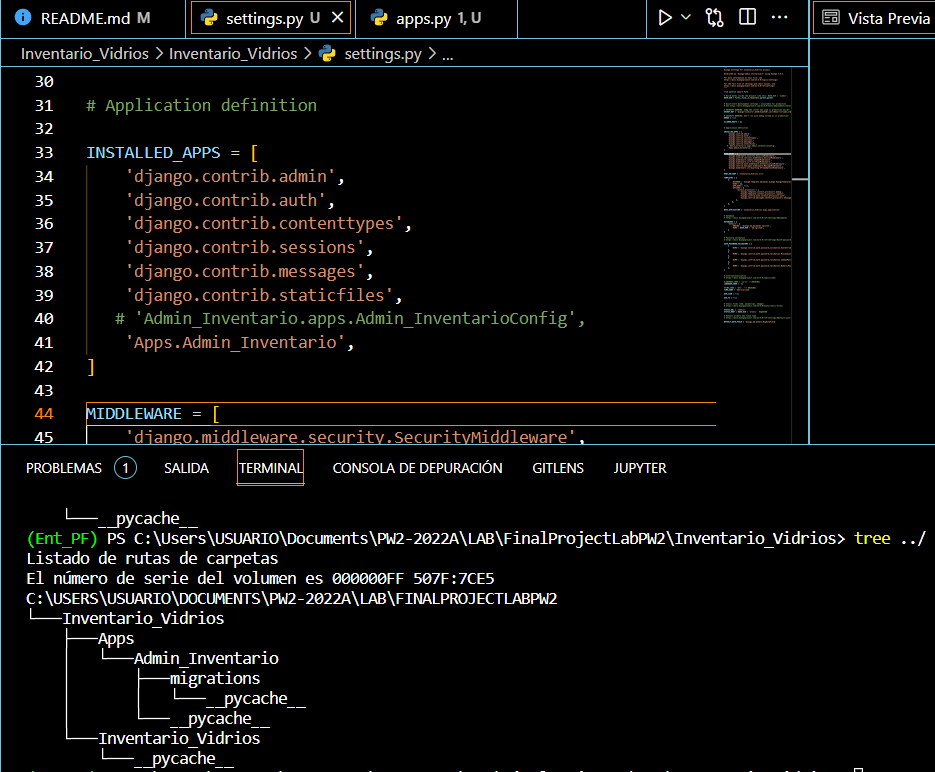 README.md M settings.py U apps.py 1, U Vista Previa
Inventario_Vidrios > Inventario_Vidrios > settings.py > ...
30
31 # Application definition
32
33 INSTALLED_APPS = [
34 'django.contrib.admin',
35 'django.contrib.auth',
36 'django.contrib.contenttypes',
37 'django.contrib.sessions',
38 'django.contrib.messages',
39 'django.contrib.staticfiles',
40 # 'Admin_Inventario.apps.Admin_InventarioConfig',
41 'Apps.Admin_Inventario',
42 ]
43
44 MIDDLEWARE = [
45 'django.middleware.security.SecurityMiddleware',
PROBLEMAS 1 SALIDA TERMINAL CONSOLA DE DEPURACIÓN GITLENS JUPYTER
└───__pycache__
(Ent_PF) PS C:\Users\USUARIO\Documents\PW2-2022A\LAB\FinalProjectLabPW2\Inventario_Vidrios> tree ../
Listado de rutas de carpetas
El número de serie del volumen es 000000FF 507F:7CE5
C:\USERS\USUARIO\DOCUMENTS\PW2-2022A\LAB\FINALPROJECTLABPW2
└───Inventario_Vidrios
├───Apps
│ └───Admin_Inventario
│ ├───migrations
│ │ └───__pycache__
│ └───__pycache__
└───Inventario_Vidrios
└───__pycache__